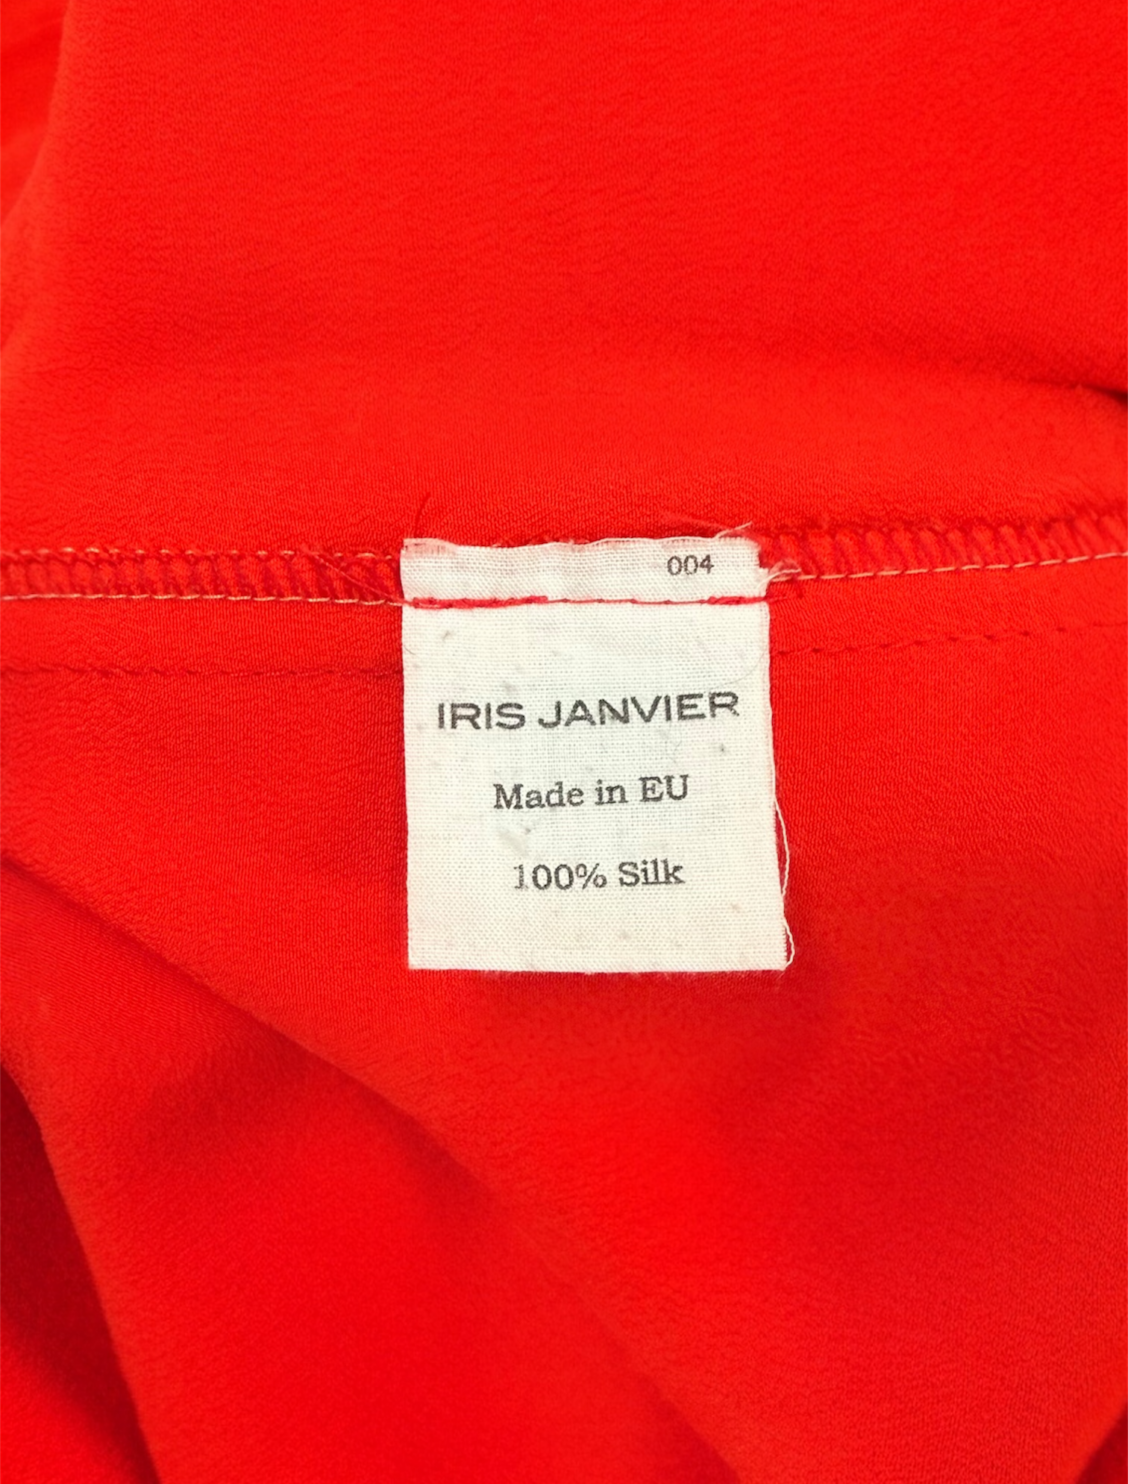 004
IRIS JANVIER
Made in EU
100% Silk